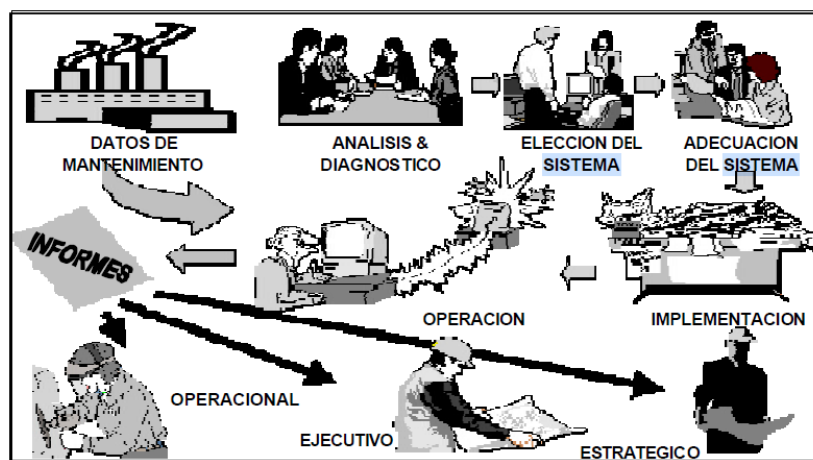 DATOS DE
MANTENIMIENTO
ANALISIS &
DIAGNOSTICO
ELECCION DEL
SISTEMA
ADECUACION
DEL SISTEMA
INFORMES
OPERACION
IMPLEMENTACION
OPERACIONAL
EJECUTIVO
ESTRATEGICO